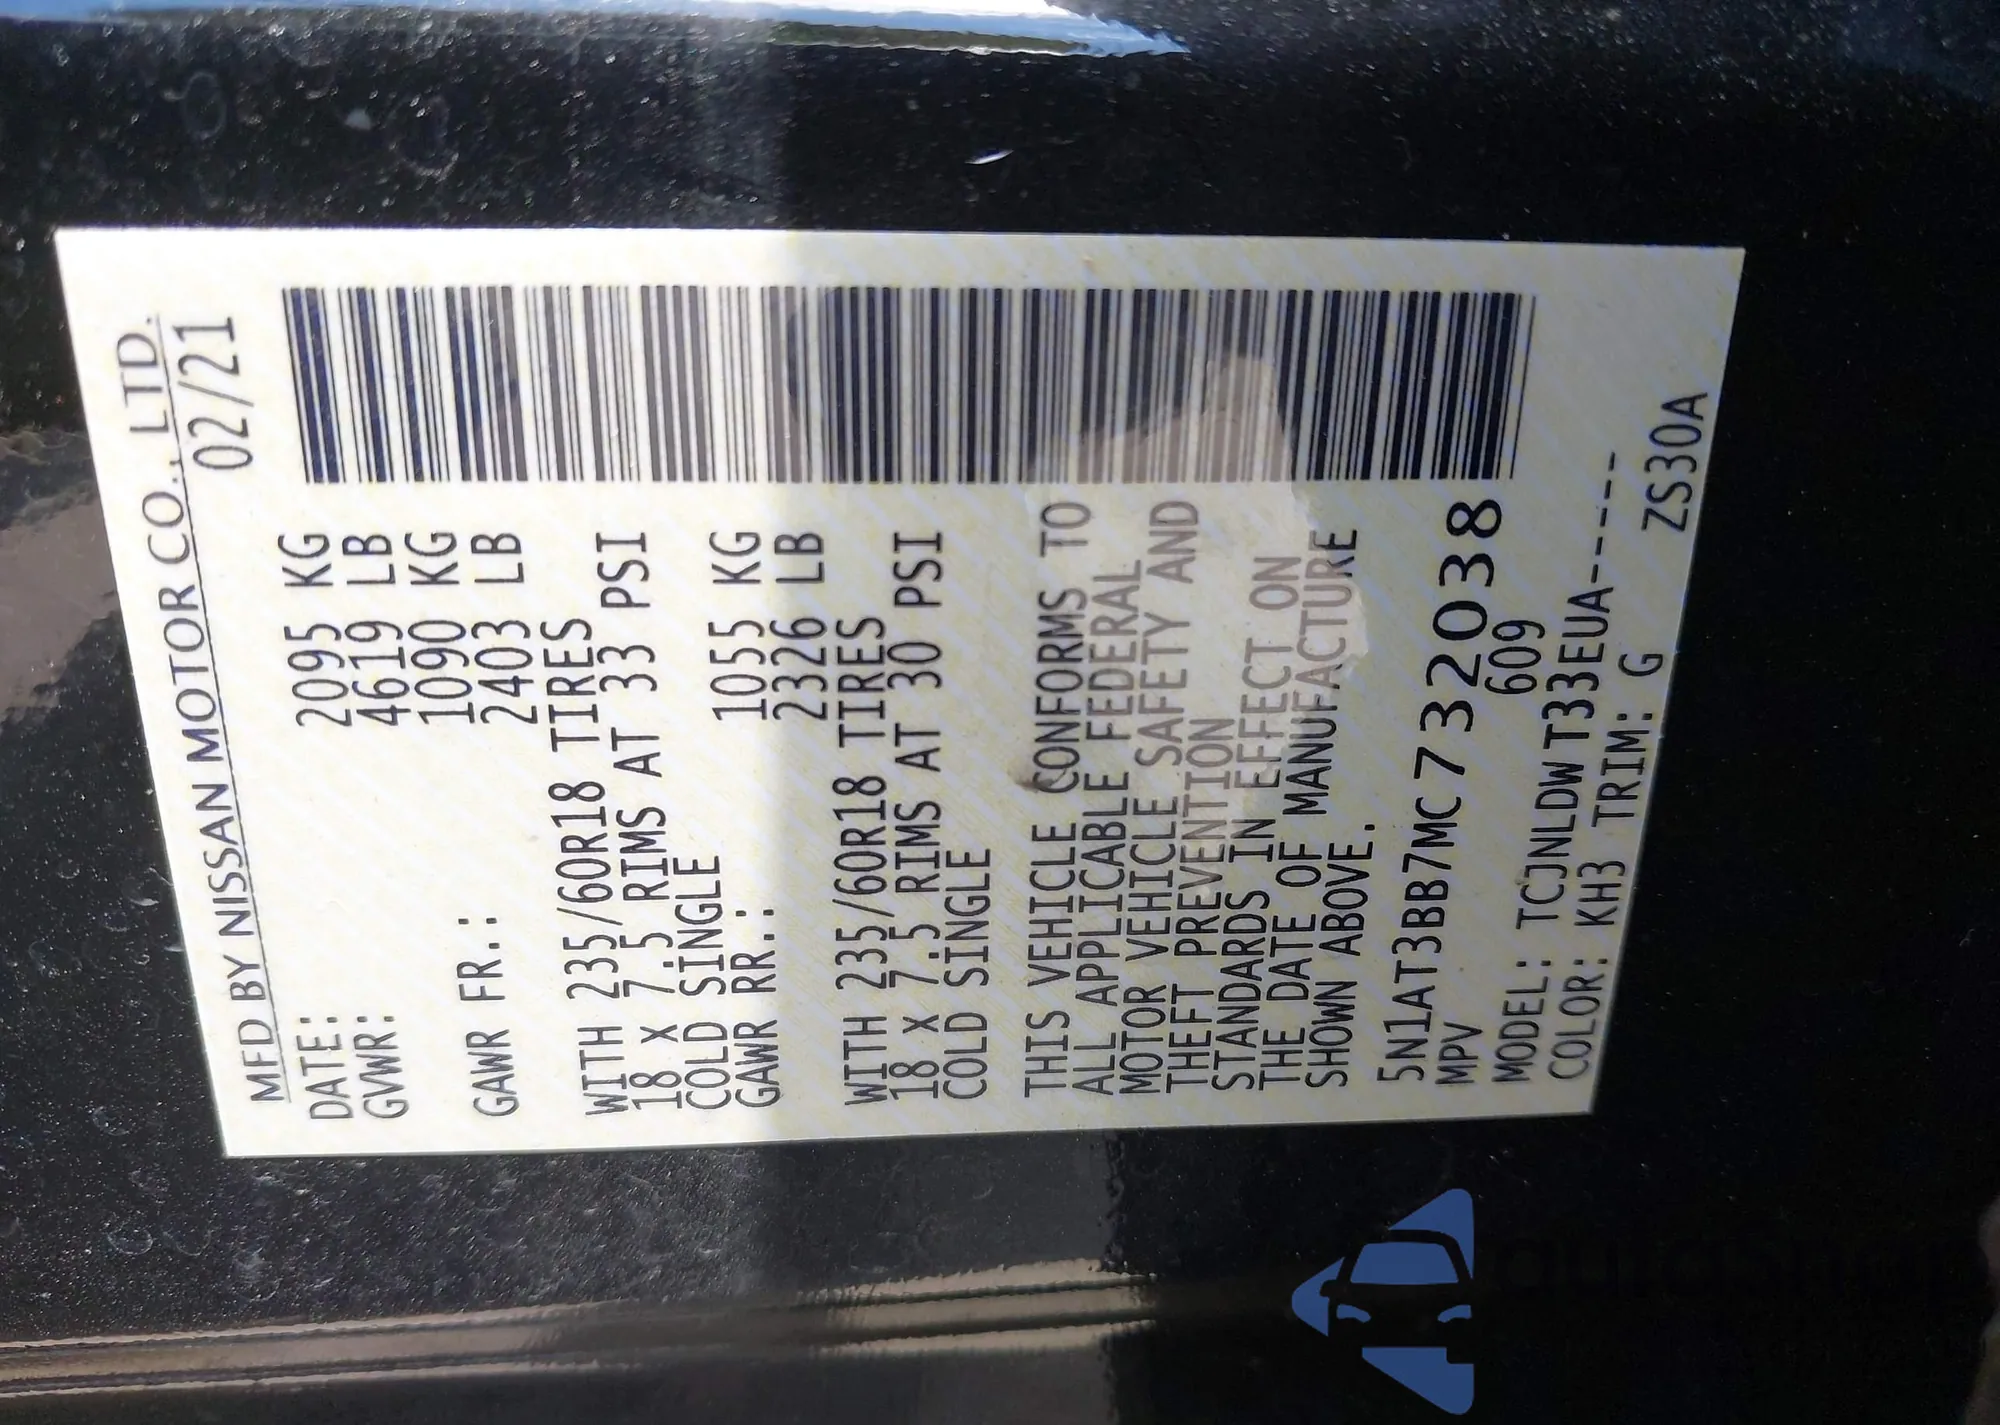 MFD BY NISSAN MOTOR CO., LTD.
DATE: 02/21
GVWR: 2095 KG
4619 LB
GAWR FR.: 1090 KG
2403 LB
WITH 235/60R18 TIRES
18 X 7.5 RIMS AT 33 PSI
COLD SINGLE
GAWR RR.: 1055 KG
2326 LB
WITH 235/60R18 TIRES
18 X 7.5 RIMS AT 30 PSI
COLD SINGLE
THIS VEHICLE CONFORMS TO
ALL APPLICABLE FEDERAL
MOTOR VEHICLE SAFETY AND
THEFT PREVENTION
STANDARDS IN EFFECT ON
THE DATE OF MANUFACTURE
SHOWN ABOVE.
5N1AT3BB7MC732038
MPV 609
MODEL: TCJNLDWT33EUA-----
COLOR: KH3 TRIM: G
ZS30A